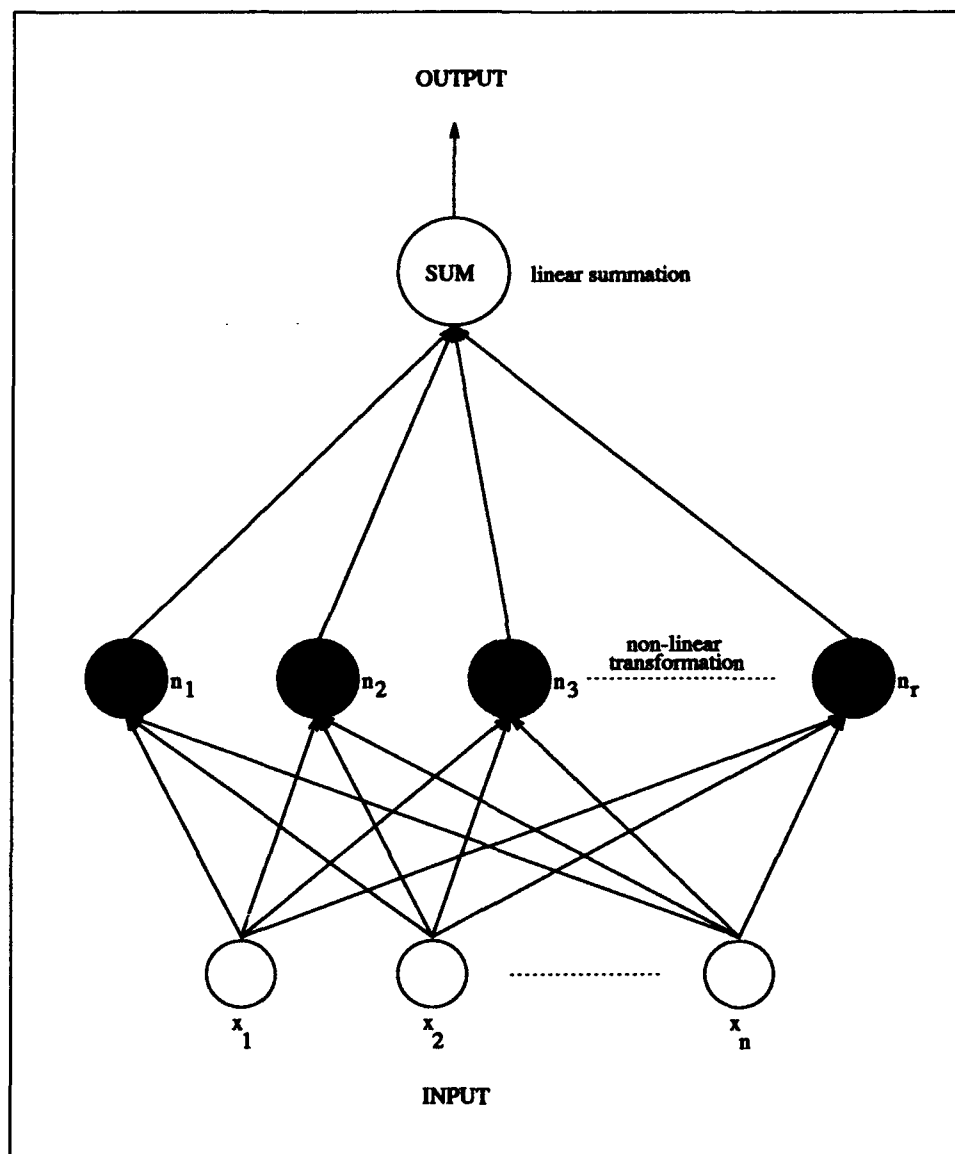 OUTPUT
SUM
linear summation
non-linear
transformation
n1 n2 n3 nr
x1 x2 xn
INPUT